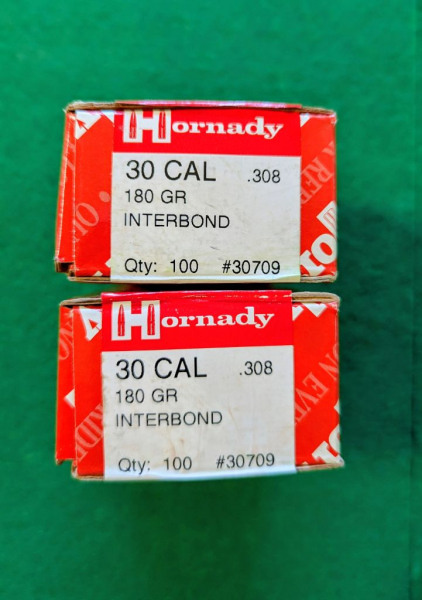 Hornady
30 CAL .308
180 GR
INTERBOND
Qty: 100 #30709
Hornady
30 CAL .308
180 GR
INTERBOND
Qty: 100 #30709